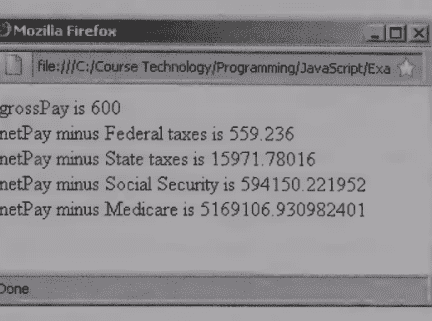 Mozilla Firefox
file:///C:/Course Technology/Programming/JavaScript/Exa
grossPay is 600
netPay minus Federal taxes is 559.236
netPay minus State taxes is 15971.78016
netPay minus Social Security is 594150.221952
netPay minus Medicare is 5169106.930982401
Done